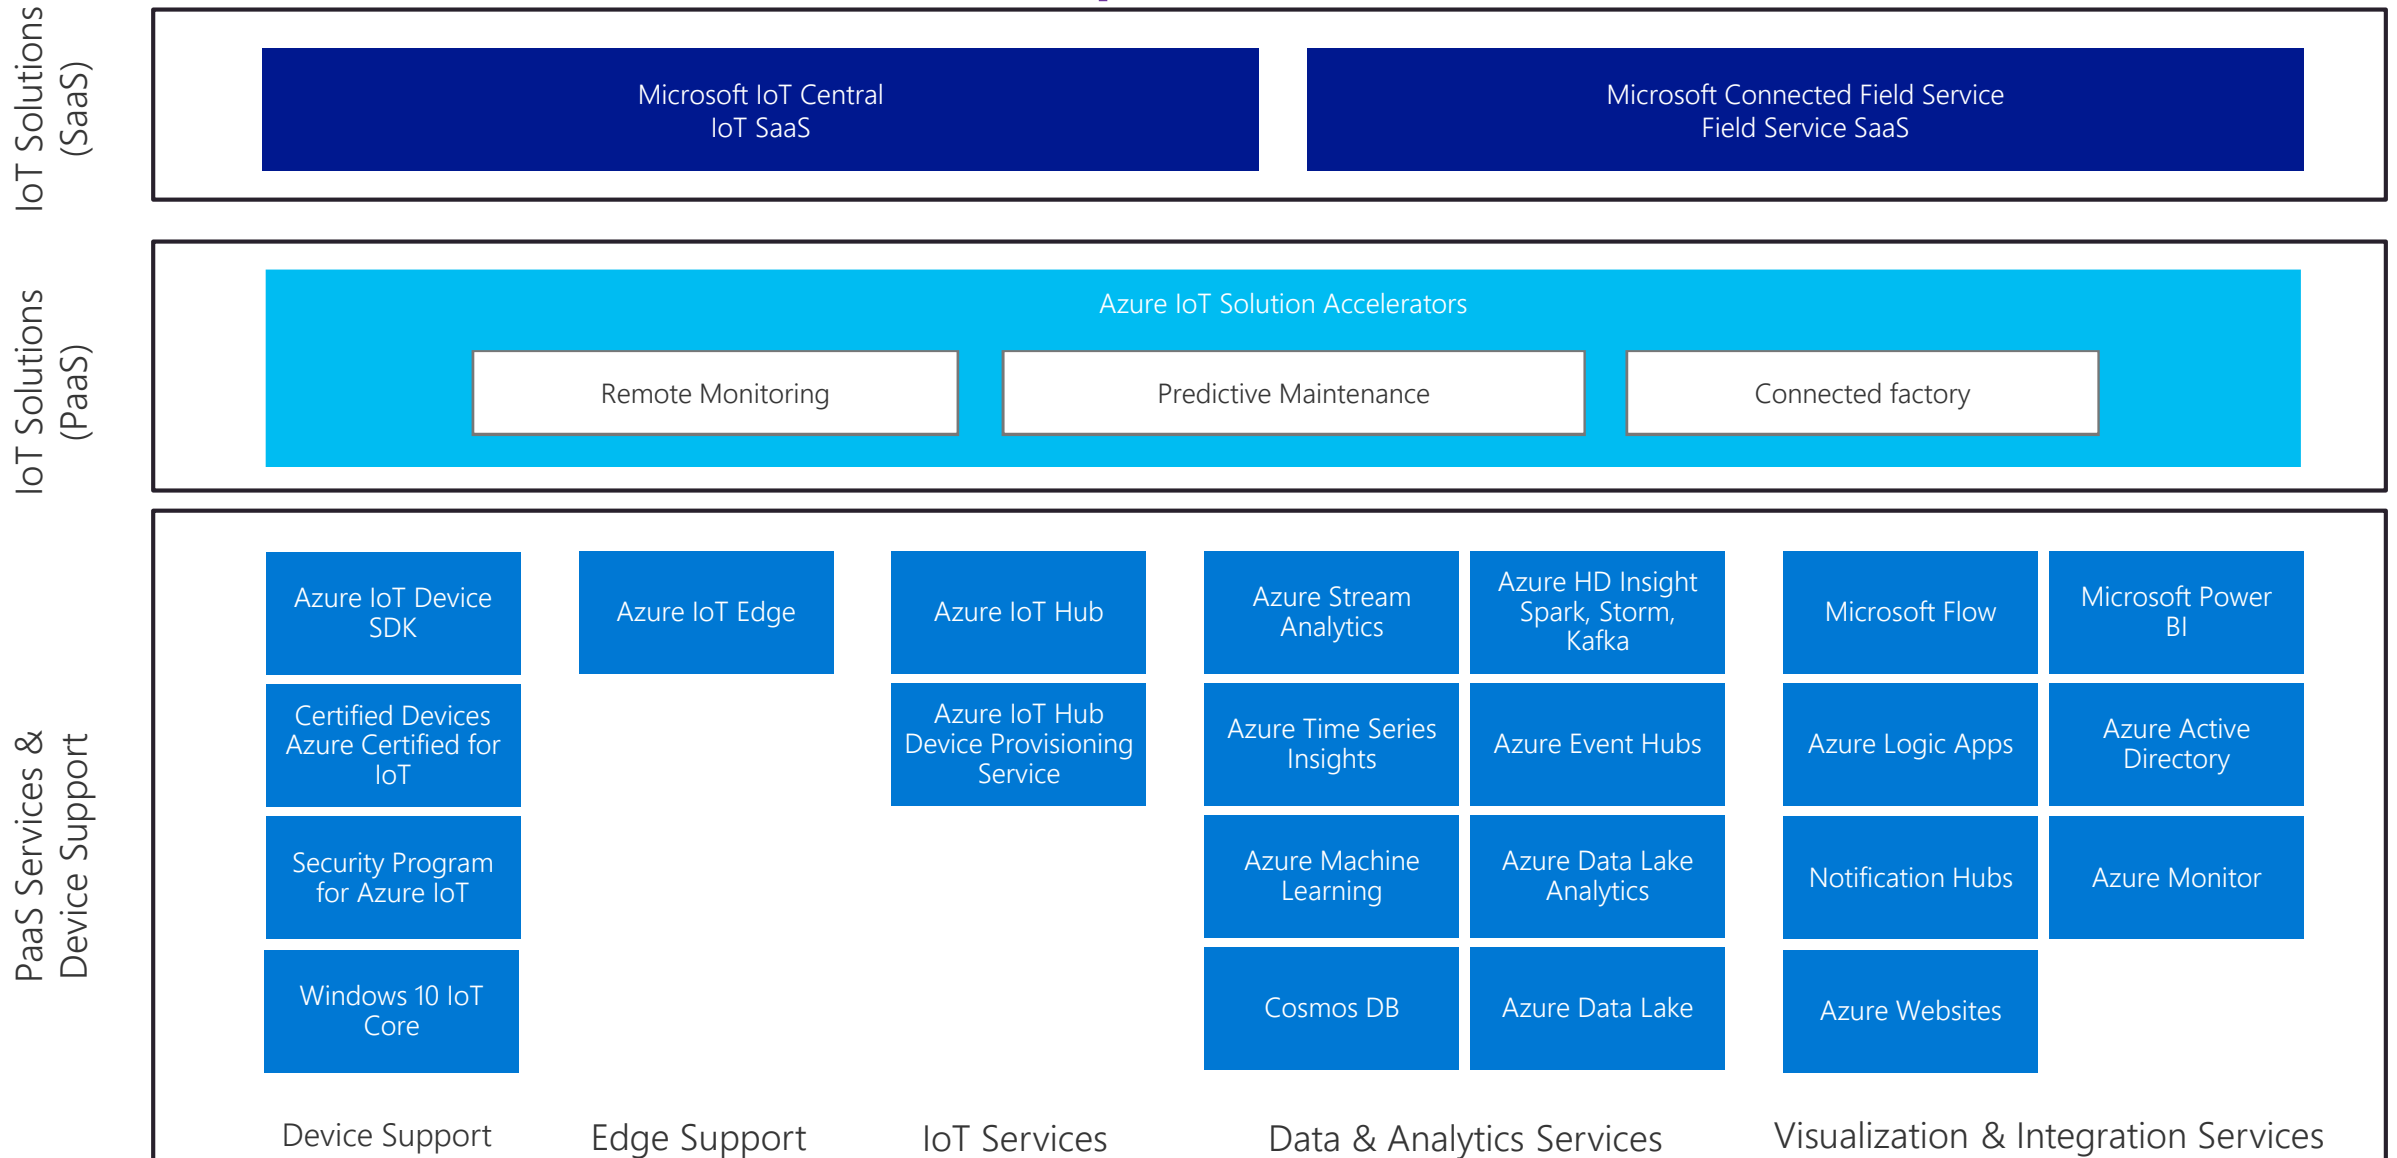 IoT Solutions
(SaaS)
Microsoft IoT Central
IoT SaaS
Microsoft Connected Field Service
Field Service SaaS
IoT Solutions
(PaaS)
Azure IoT Solution Accelerators
Remote Monitoring
Predictive Maintenance
Connected factory
PaaS Services &
Device Support
Azure IoT Device
SDK
Certified Devices
Azure Certified for
IoT
Security Program
for Azure IoT
Windows 10 IoT
Core
Device Support
Azure IoT Edge
Edge Support
Azure IoT Hub
Azure IoT Hub
Device Provisioning
Service
IoT Services
Azure Stream
Analytics
Azure HD Insight
Spark, Storm,
Kafka
Azure Time Series
Insights
Azure Event Hubs
Azure Machine
Learning
Azure Data Lake
Analytics
Cosmos DB
Azure Data Lake
Data & Analytics Services
Microsoft Flow
Microsoft Power
BI
Azure Logic Apps
Azure Active
Directory
Notification Hubs
Azure Monitor
Azure Websites
Visualization & Integration Services